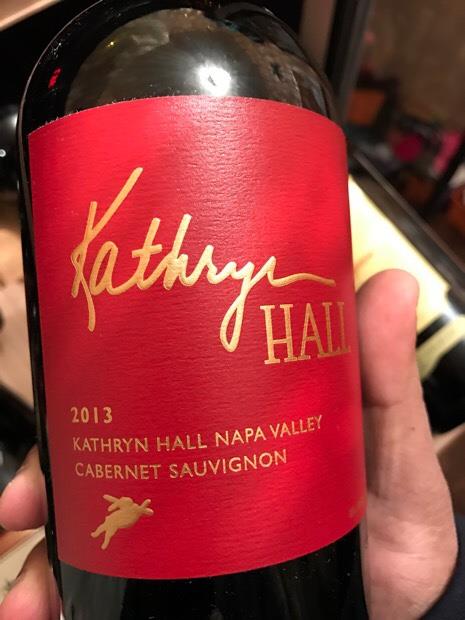 Kathryn
HALL
2013
KATHRYN HALL NAPA VALLEY
CABERNET SAUVIGNON